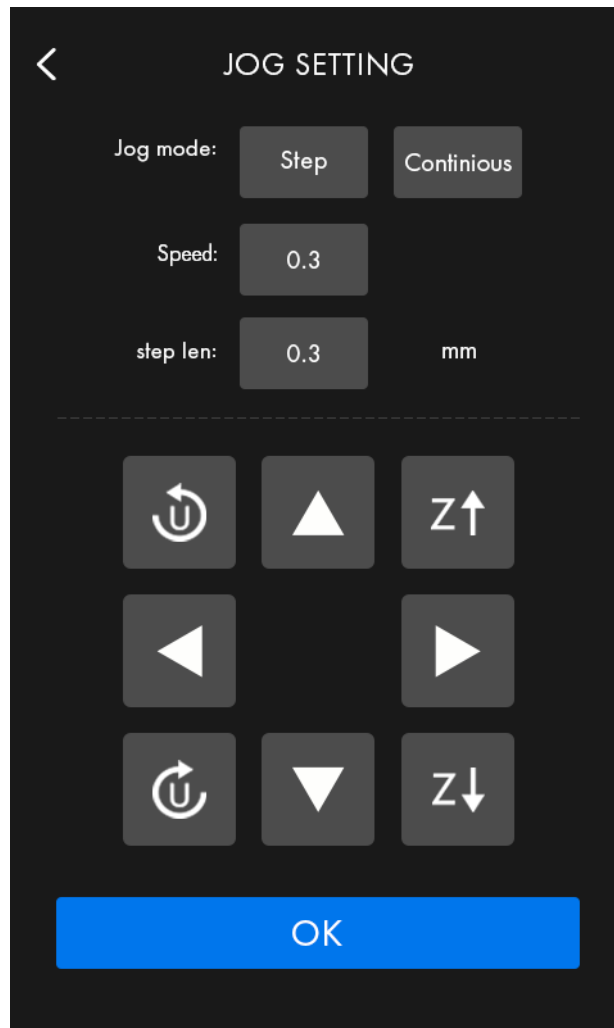 JOG SETTING
Jog mode: Step Continious
Speed: 0.3
step len: 0.3 mm
U Z↑
U Z↓
OK